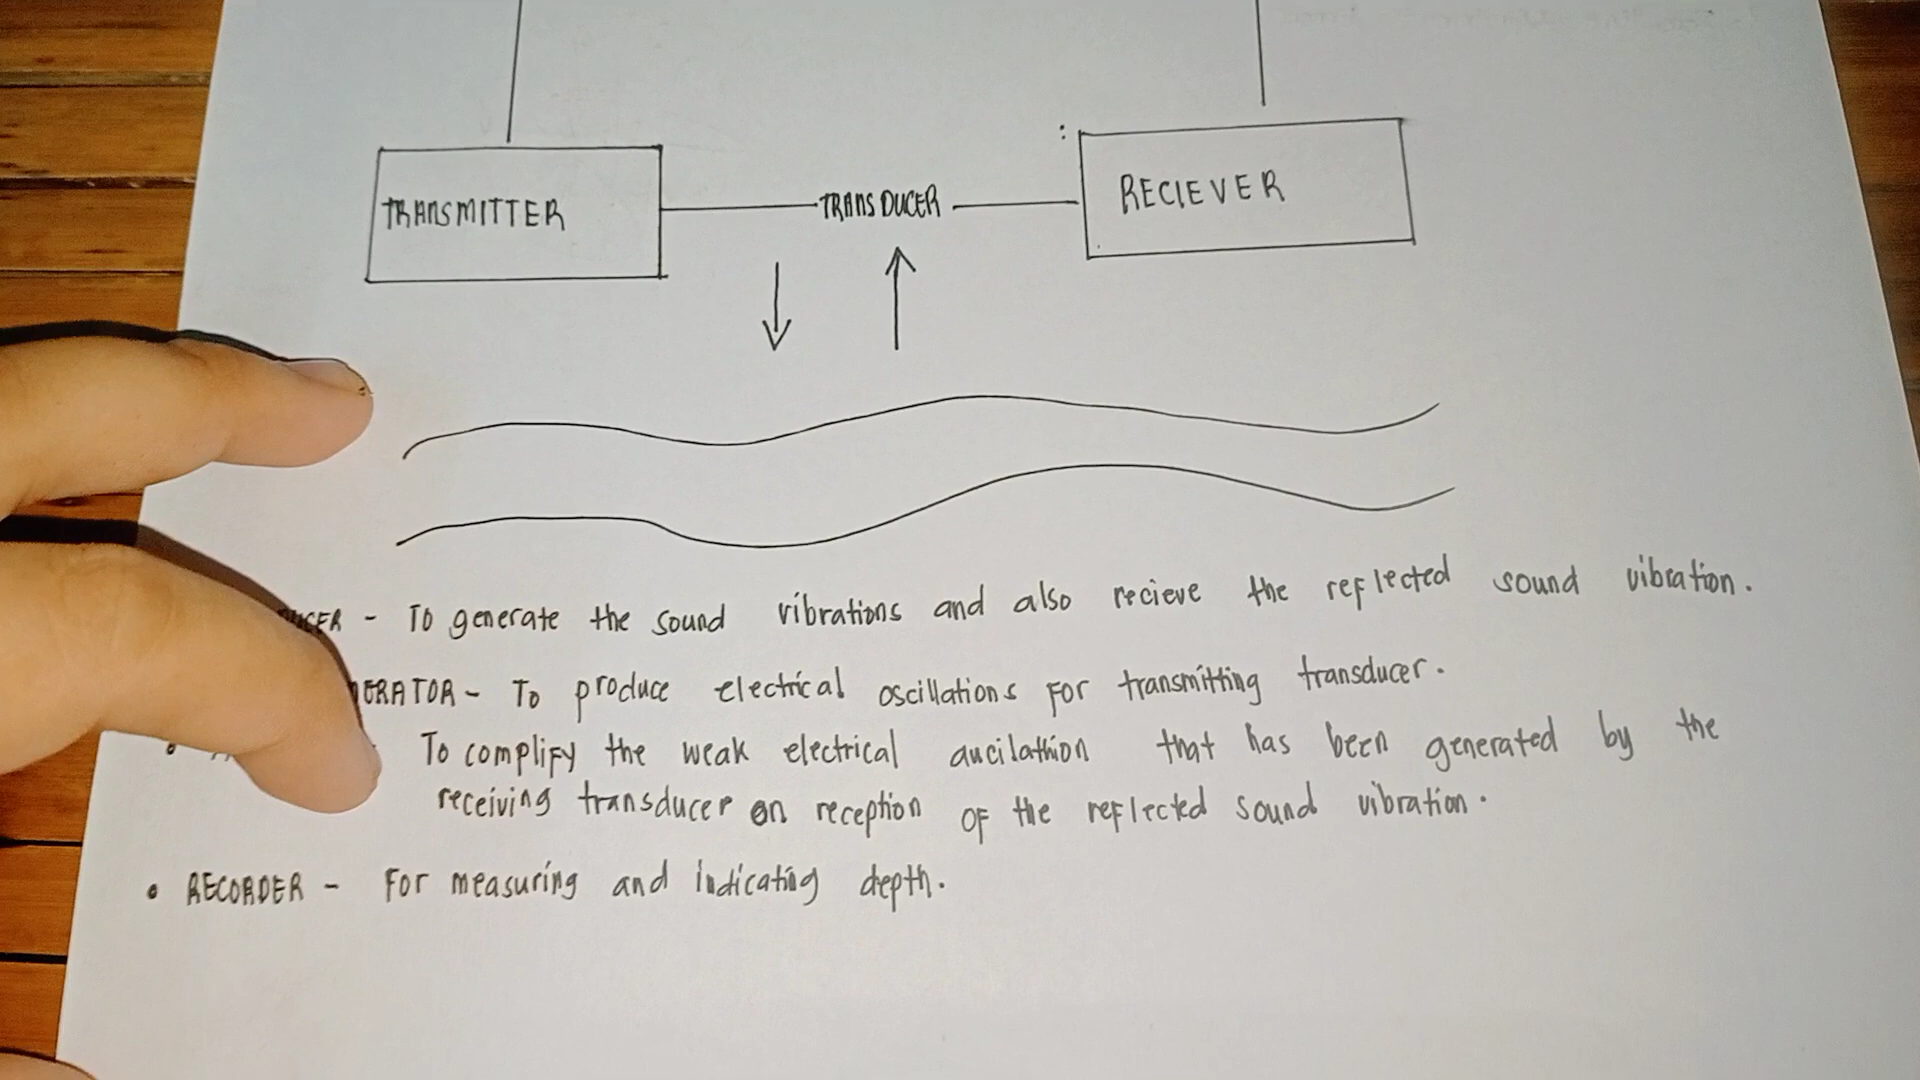 TRANSMITTER
TRANSDUCER
RECIEVER
- To generate the sound vibrations and also recieve the reflected sound vibration.
- To produce electrical oscillations for transmitting transducer.
To complify the weak electrical aucilathion that has been generated by the
receiving transducer on reception of the reflected sound vibration.
• RECORDER - For measuring and indicating depth.